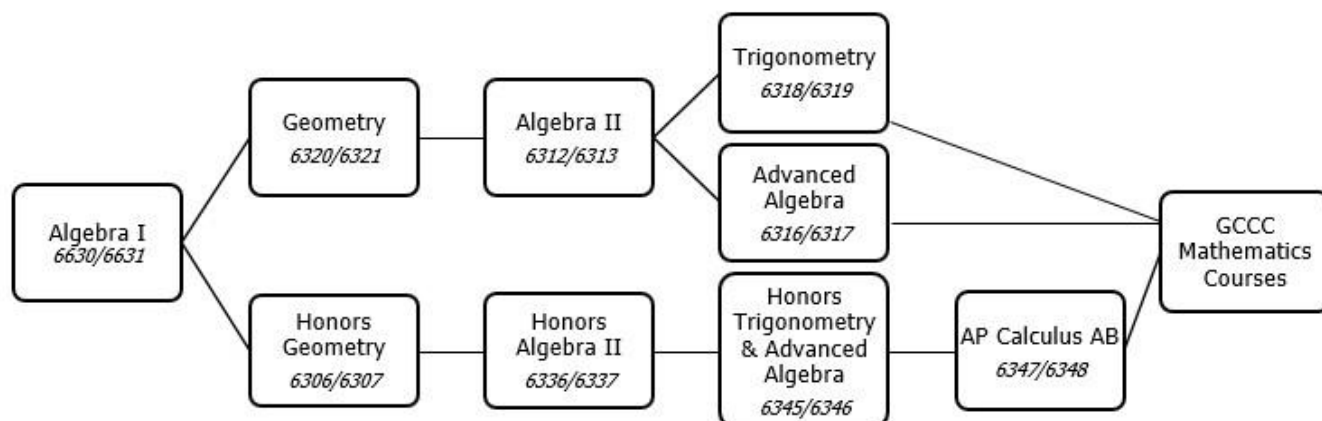 Algebra I
6630/6631
Geometry
6320/6321
Algebra II
6312/6313
Trigonometry
6318/6319
Advanced
Algebra
6316/6317
Honors
Geometry
6306/6307
Honors
Algebra II
6336/6337
Honors
Trigonometry
& Advanced
Algebra
6345/6346
AP Calculus AB
6347/6348
GCCC
Mathematics
Courses